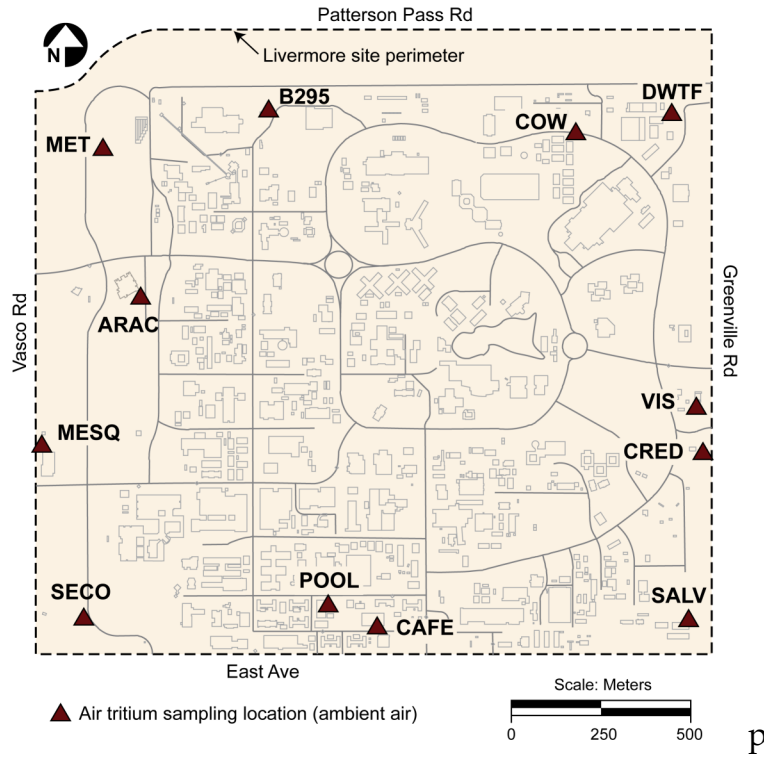 Patterson Pass Rd
N
Livermore site perimeter
B295
DWTF
COW
MET
Vasco Rd
Greenville Rd
ARAC
VIS
MESQ
CRED
SECO
POOL
SALV
CAFE
East Ave
Scale: Meters
Air tritium sampling location (ambient air)
0 250 500
p